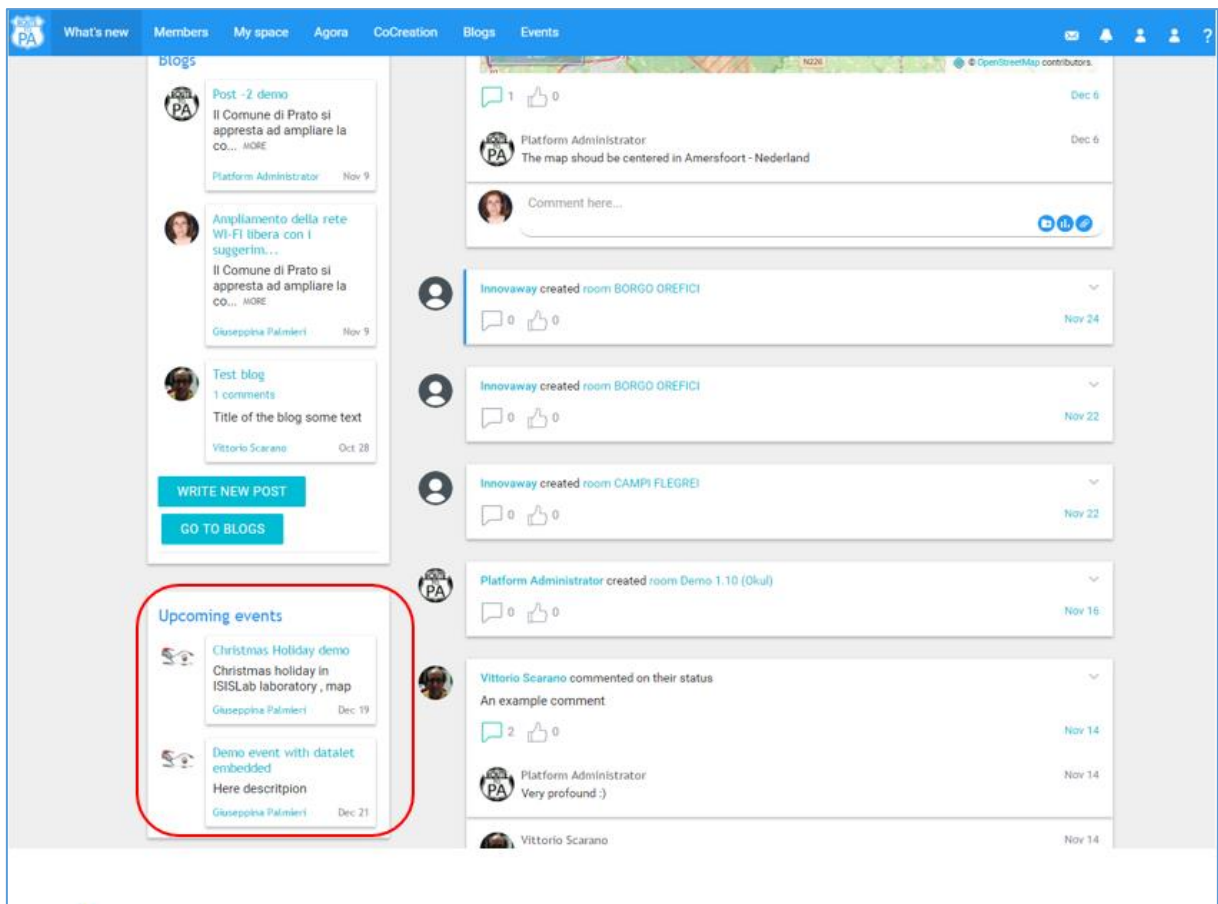 What's new Members My space Agora CoCreation Blogs Events ?
Blogs
Post -2 demo
Il Comune di Prato si
appresta ad ampliare la
co... MORE
Platform Administrator Nov 9
Ampliamento della rete
WI-FI libera con i
suggerim...
Il Comune di Prato si
appresta ad ampliare la
co... MORE
Giuseppina Palmieri Nov 9
Test blog
1 comments
Title of the blog some text
Vittorio Scarano Oct 28
WRITE NEW POST
GO TO BLOGS
Upcoming events
Christmas Holiday demo
Christmas holiday in
ISISLab laboratory , map
Giuseppina Palmieri Dec 19
Demo event with datalet
embedded
Here descritpion
Giuseppina Palmieri Dec 21
N226
© OpenStreetMap contributors.
1 0 Dec 6
PA
Platform Administrator Dec 6
The map shoud be centered in Amersfoort - Nederland
Comment here...
Innovaway created room BORGO OREFICI
0 0 Nov 24
Innovaway created room BORGO OREFICI
0 0 Nov 22
Innovaway created room CAMPI FLEGREI
0 0 Nov 22
PA
Platform Administrator created room Demo 1.10 (Okul)
0 0 Nov 16
Vittorio Scarano commented on their status
An example comment
2 0 Nov 14
PA
Platform Administrator Nov 14
Very profound :)
Vittorio Scarano Nov 14